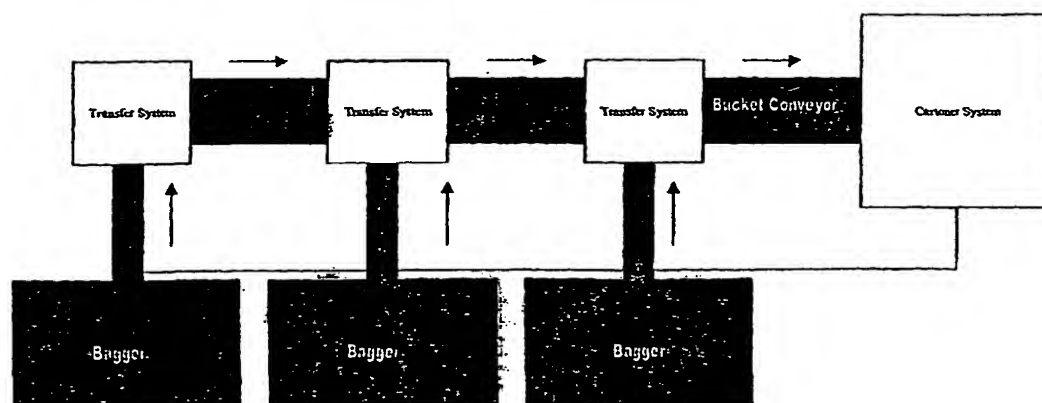 Transfer System
Transfer System
Transfer System
Bucket Conveyor
Cartoner System
Bagger
Bagger
Bagger